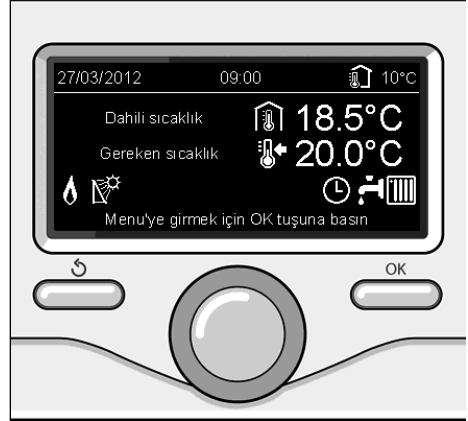 27/03/2012 09:00 10°C
Dahili sıcaklık 18.5°C
Gereken sıcaklık 20.0°C
Menu'ye girmek için OK tuşuna basın
OK